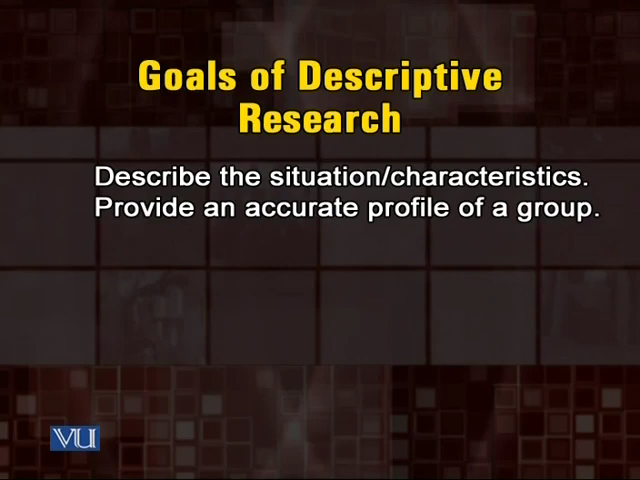 Goals of Descriptive
Research
Describe the situation/characteristics.
Provide an accurate profile of a group.
VU